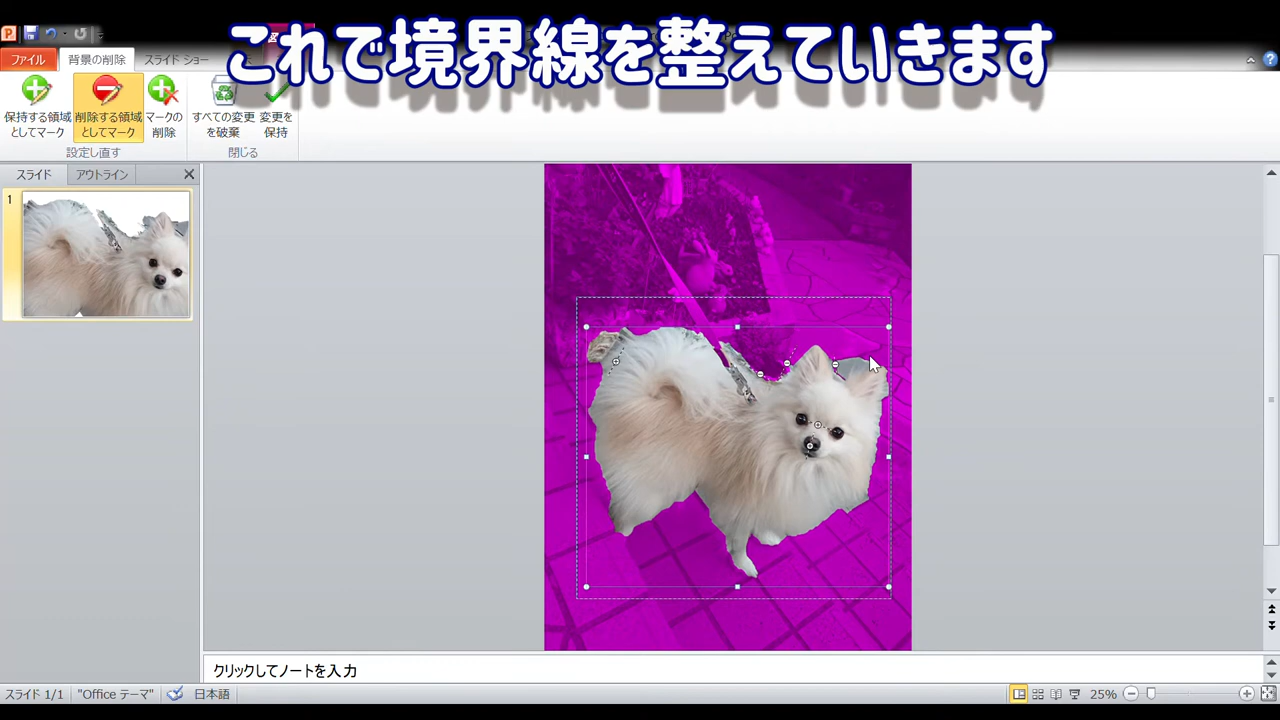 これで境界線を整えていきます
ファイル
背景の削除
スライド ショー
保持する領域
としてマーク
削除する領域
としてマーク
マークの
削除
すべての変更
を破棄
変更を
保持
設定し直す
閉じる
スライド
アウトライン
1
クリックしてノートを入力
スライド 1/1
"Office テーマ"
日本語
25%